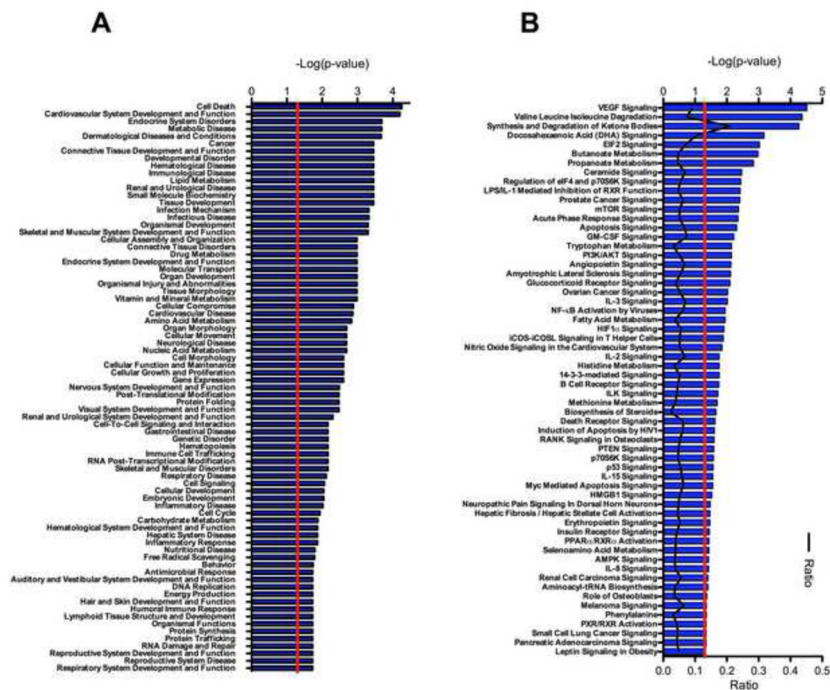 A
-Log(p-value)
0 1 2 3 4
Cell Death
Cardiovascular System Development and Function
Endocrine System Disorders
Metabolic Disease
Dermatological Diseases and Conditions
Cancer
Connective Tissue Development and Function
Developmental Disorder
Hematological Disease
Immunological Disease
Lipid Metabolism
Renal and Urological Disease
Small Molecule Biochemistry
Tissue Development
Infection Mechanism
Infectious Disease
Organismal Development
Skeletal and Muscular System Development and Function
Cellular Assembly and Organization
Connective Tissue Disorders
Drug Metabolism
Endocrine System Development and Function
Molecular Transport
Organ Development
Organismal Injury and Abnormalities
Tissue Morphology
Vitamin and Mineral Metabolism
Cellular Compromise
Cardiovascular Disease
Amino Acid Metabolism
Organ Morphology
Cellular Movement
Neurological Disease
Nucleic Acid Metabolism
Cell Morphology
Cellular Function and Maintenance
Cellular Growth and Proliferation
Gene Expression
Nervous System Development and Function
Post-Translational Modification
Protein Folding
Visual System Development and Function
Renal and Urological System Development and Function
Cell-To-Cell Signaling and Interaction
Gastrointestinal Disease
Genetic Disorder
Hematopoiesis
Immune Cell Trafficking
RNA Post-Transcriptional Modification
Skeletal and Muscular Disorders
Respiratory Disease
Cell Signaling
Cellular Development
Embryonic Development
Inflammatory Disease
Cell Cycle
Carbohydrate Metabolism
Hematological System Development and Function
Hepatic System Disease
Inflammatory Response
Nutritional Disease
Free Radical Scavenging
Behavior
Antimicrobial Response
Auditory and Vestibular System Development and Function
DNA Replication
Energy Production
Hair and Skin Development and Function
Humoral Immune Response
Lymphoid Tissue Structure and Development
Organismal Functions
Protein Synthesis
Protein Trafficking
RNA Damage and Repair
Reproductive System Development and Function
Reproductive System Disease
Respiratory System Development and Function
B
-Log(p-value)
0 1 2 3 4 5
VEGF Signaling
Valine Leucine Isoleucine Degredation
Synthesis and Degradation of Ketone Bodies
Docosahexaenoic Acid (DHA) Signaling
EIF2 Signaling
Butanoate Metabolism
Propanoate Metabolism
Ceramide Signaling
Regulation of eIF4 and p70S6K Signaling
LPS/IL-1 Mediated Inhibition of RXR Function
Prostate Cancer Signaling
mTOR Signaling
Acute Phase Response Signaling
Apoptosis Signaling
GM-CSF Signaling
Tryptophan Metabolism
PI3K/AKT Signaling
Angiopoietin Signaling
Amyotrophic Lateral Sclerosis Signaling
Glucocorticoid Receptor Signaling
Ovarian Cancer Signaling
IL-3 Signaling
NF-κB Activation by Viruses
Fatty Acid Metabolism
HIF1α Signaling
iCOS-iCOSL Signaling in T Helper Cells
Nitric Oxide Signaling in the Cardiovascular System
IL-2 Signaling
Histidine Metabolism
14-3-3-mediated Signaling
B Cell Receptor Signaling
ILK Signaling
Methionine Metabolism
Biosynthesis of Steroids
Death Receptor Signaling
Induction of Apoptosis by HIV1
RANK Signaling in Osteoclasts
PTEN Signaling
p70S6K Signaling
p53 Signaling
IL-15 Signaling
Myc Mediated Apoptosis Signaling
HMGB1 Signaling
Neuropathic Pain Signaling In Dorsal Horn Neurons
Hepatic Fibrosis / Hepatic Stellate Cell Activation
Erythropoietin Signaling
Insulin Receptor Signaling
PPARα/RXRα Activation
Selenoamino Acid Metabolism
AMPK Signaling
IL-8 Signaling
Renal Cell Carcinoma Signaling
Aminoacyl-tRNA Biosynthesis
Role of Osteoblasts
Melanoma Signaling
Phenylalanine
PXR/RXR Activation
Small Cell Lung Cancer Signaling
Pancreatic Adenocarcinoma Signaling
Leptin Signaling in Obesity
Ratio
0.0 0.1 0.2 0.3 0.4 0.5
Ratio